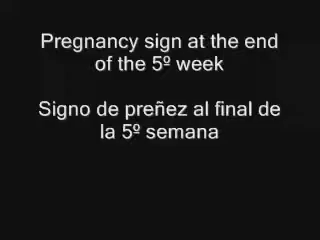 Pregnancy sign at the end
of the 5º week
Signo de preñez al final de
la 5º semana